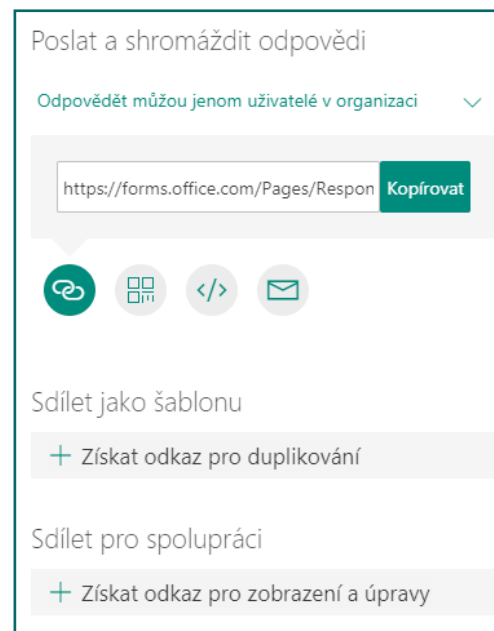 Poslat a shromáždit odpovědi
Odpovědět můžou jenom uživatelé v organizaci
https://forms.office.com/Pages/Respon
Kopírovat
</>
Sdílet jako šablonu
+ Získat odkaz pro duplikování
Sdílet pro spolupráci
+ Získat odkaz pro zobrazení a úpravy